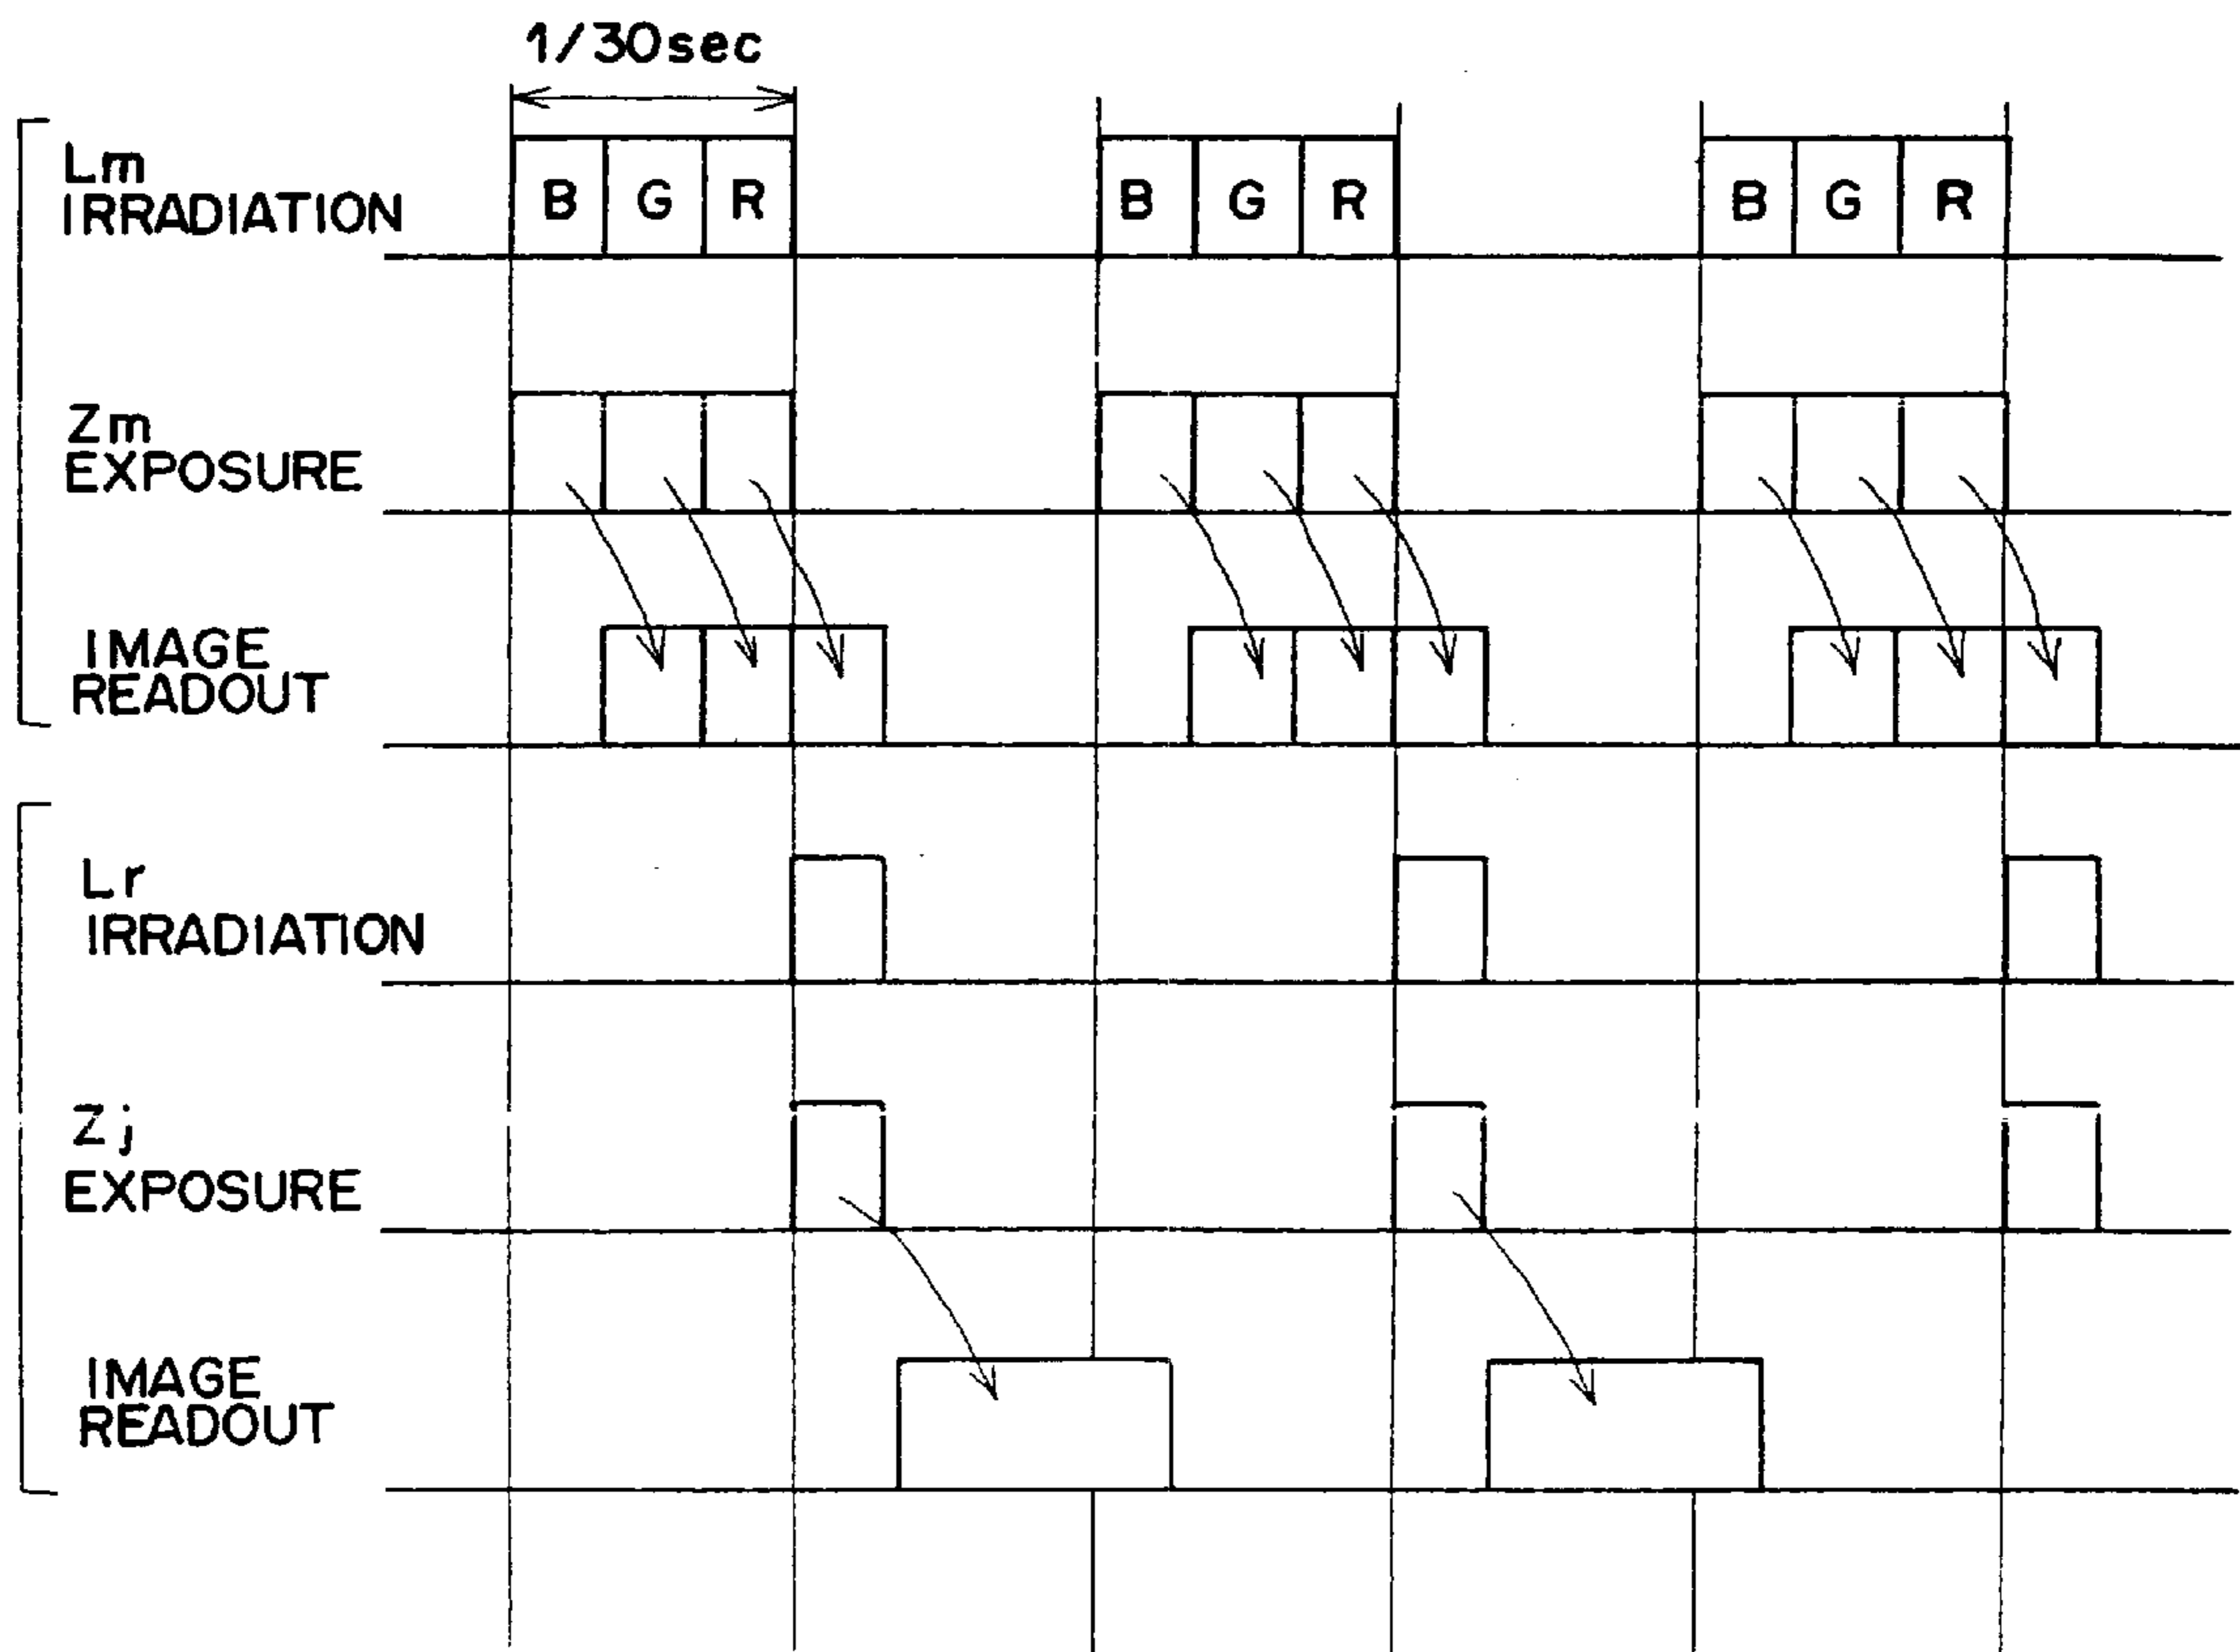 1/30sec
Lm
IRRADIATION
B G R
B G R
B G R
Zm
EXPOSURE
IMAGE
READOUT
Lr
IRRADIATION
Zj
EXPOSURE
IMAGE
READOUT